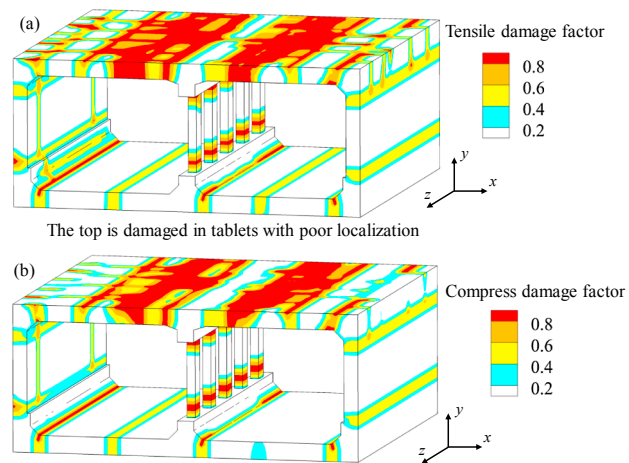 (a)
Tensile damage factor
0.8
0.6
0.4
0.2
y
x
z
The top is damaged in tablets with poor localization
(b)
Compress damage factor
0.8
0.6
0.4
0.2
y
x
z